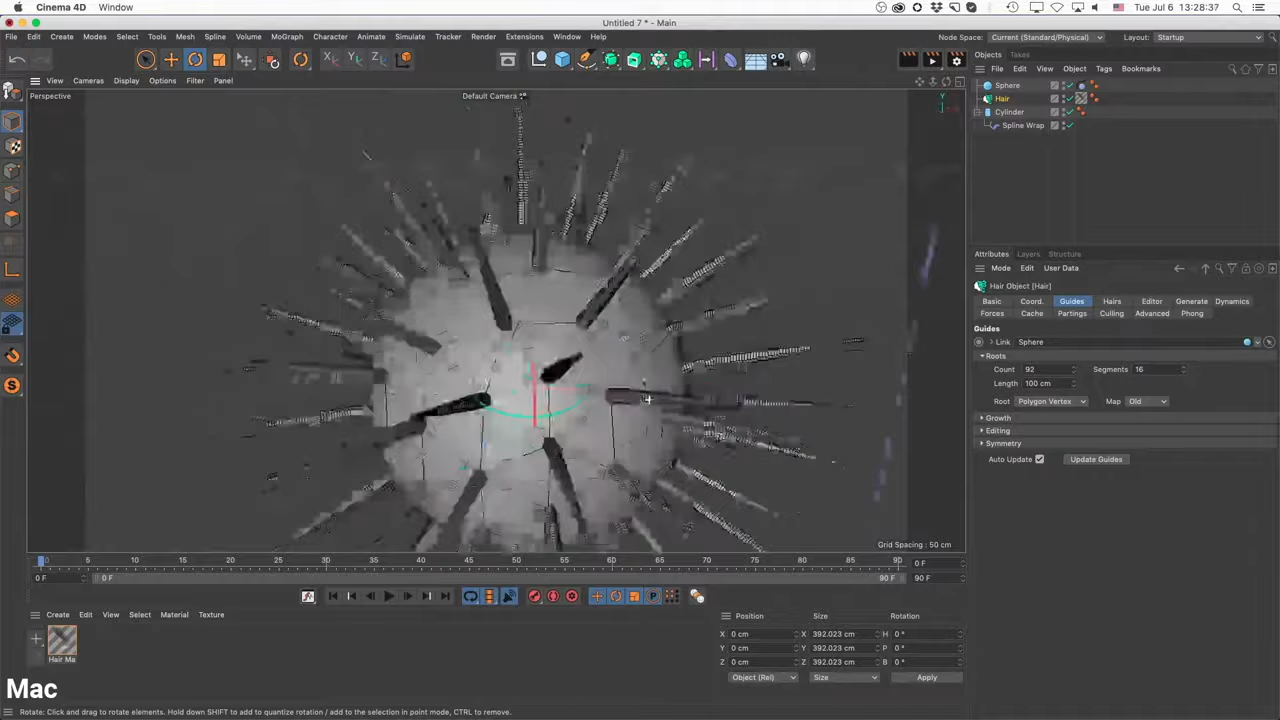 Cinema 4D Window Tue Jul 6 13:28:37
Untitled 7 * - Main
File Edit Create Modes Select Tools Mesh Spline Volume MoGraph Character Animate Simulate Tracker Render Extensions Window Help Node Space: Current (Standard/Physical) Layout: Startup
X Y Z
Objects Takes
File Edit View Object Tags Bookmarks
View Cameras Display Options Filter Panel
Sphere
Perspective Default Camera Y
Hair
Cylinder
Spline Wrap
Attributes Layers Structure
Mode Edit User Data
Hair Object [Hair]
Basic Coord. Guides Hairs Editor Generate Dynamics
Forces Cache Partings Culling Advanced Phong
Guides
Link Sphere
Roots
Count 92 Segments 16
Length 100 cm
Root Polygon Vertex Map Old
Growth
Editing
Symmetry
Auto Update Update Guides
Grid Spacing : 50 cm
0 5 10 15 20 25 30 35 40 45 50 55 60 65 70 75 80 85 90 0 F
0 F 0 F 90 F 90 F
Create Edit View Select Material Texture
Position Size Rotation
X 0 cm X 392.023 cm H 0 °
Y 0 cm Y 392.023 cm P 0 °
Z 0 cm Z 392.023 cm B 0 °
Hair Ma
Object (Rel) Size Apply
Mac
Rotate: Click and drag to rotate elements. Hold down SHIFT to add to quantize rotation / add to the selection in point mode, CTRL to remove.